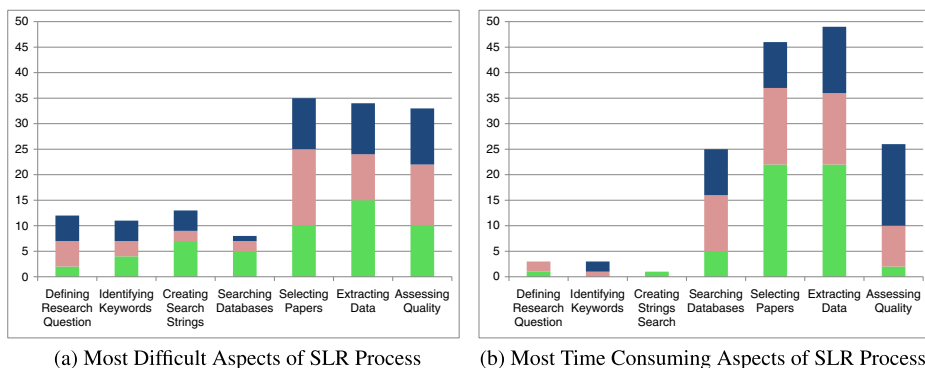 50
45
40
35
30
25
20
15
10
5
0
Defining Identifying Creating Searching Selecting Extracting Assessing
Research Keywords Search Databases Papers Data Quality
Question Strings
(a) Most Difficult Aspects of SLR Process
50
45
40
35
30
25
20
15
10
5
0
Defining Identifying Creating Searching Selecting Extracting Assessing
Research Keywords Strings Databases Papers Data Quality
Question Search
(b) Most Time Consuming Aspects of SLR Process